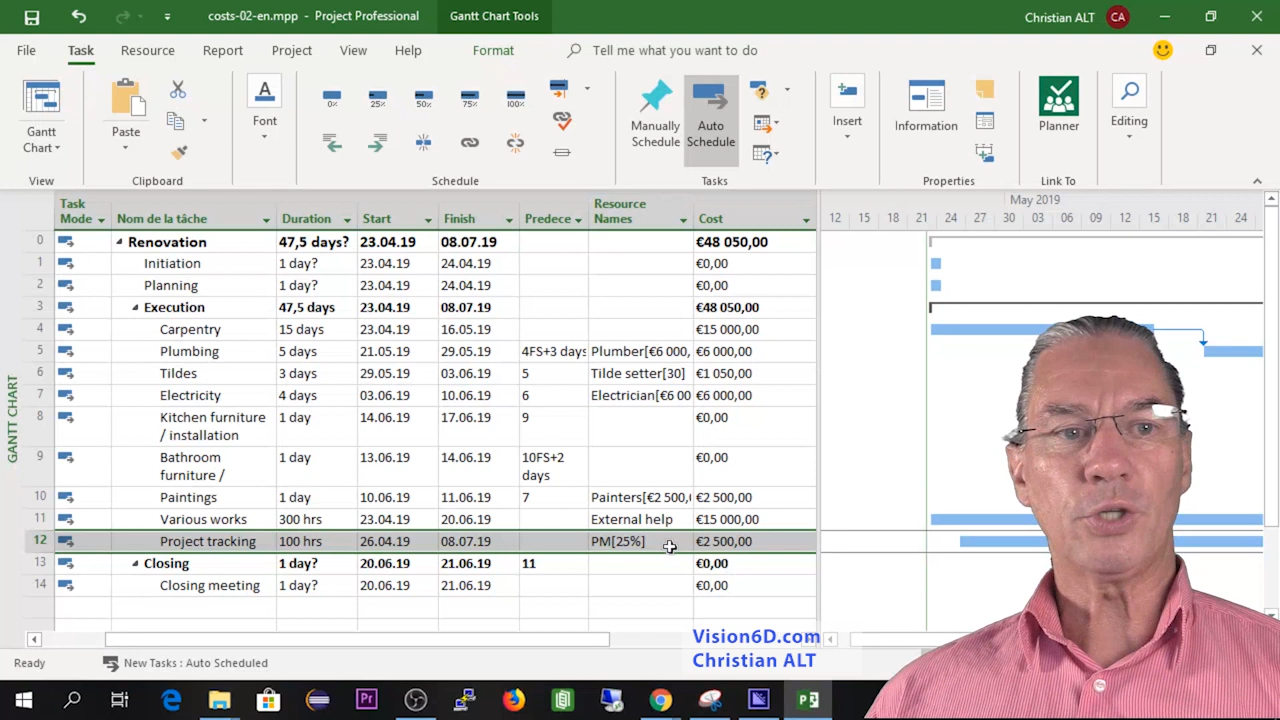 costs-02-en.mpp - Project Professional
Gantt Chart Tools
Christian ALT
CA
File
Task
Resource
Report
Project
View
Help
Format
Tell me what you want to do
Gantt
Chart
View
Paste
Clipboard
Font
0%
25%
50%
75%
100%
Schedule
Manually
Schedule
Auto
Schedule
Tasks
Insert
Information
Properties
Planner
Link To
Editing
Task
Mode
Nom de la tâche
Duration
Start
Finish
Predece
Resource
Names
Cost
May 2019
12 15 18 21 24 27 30 03 06 09 12 15 18 21 24
0 Renovation 47,5 days? 23.04.19 08.07.19 €48 050,00
1 Initiation 1 day? 23.04.19 24.04.19 €0,00
2 Planning 1 day? 23.04.19 24.04.19 €0,00
3 Execution 47,5 days 23.04.19 08.07.19 €48 050,00
4 Carpentry 15 days 23.04.19 16.05.19 €15 000,00
5 Plumbing 5 days 21.05.19 29.05.19 4FS+3 days Plumber[€6 000, €6 000,00
6 Tildes 3 days 29.05.19 03.06.19 5 Tilde setter[30] €1 050,00
7 Electricity 4 days 03.06.19 10.06.19 6 Electrician[€6 00 €6 000,00
8 Kitchen furniture 1 day 14.06.19 17.06.19 9 €0,00
/ installation
9 Bathroom 1 day 13.06.19 14.06.19 10FS+2 €0,00
furniture / days
10 Paintings 1 day 10.06.19 11.06.19 7 Painters[€2 500,( €2 500,00
11 Various works 300 hrs 23.04.19 20.06.19 External help €15 000,00
12 Project tracking 100 hrs 26.04.19 08.07.19 PM[25%] €2 500,00
13 Closing 1 day? 20.06.19 21.06.19 11 €0,00
14 Closing meeting 1 day? 20.06.19 21.06.19 €0,00
GANTT CHART
Vision6D.com
Christian ALT
Ready
New Tasks : Auto Scheduled
Pr
P